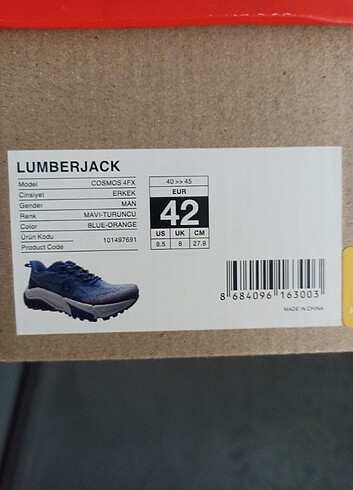 LUMBERJACK
Model COSMOS 4FX
Cinsiyet ERKEK
Gender MAN
Renk MAVI-TURUNCU
Color BLUE-ORANGE
Ürün Kodu
Product Code 101497691
40 >> 45
EUR
42
US UK CM
8.5 8 27.9
8 684096 163003
MADE IN CHINA